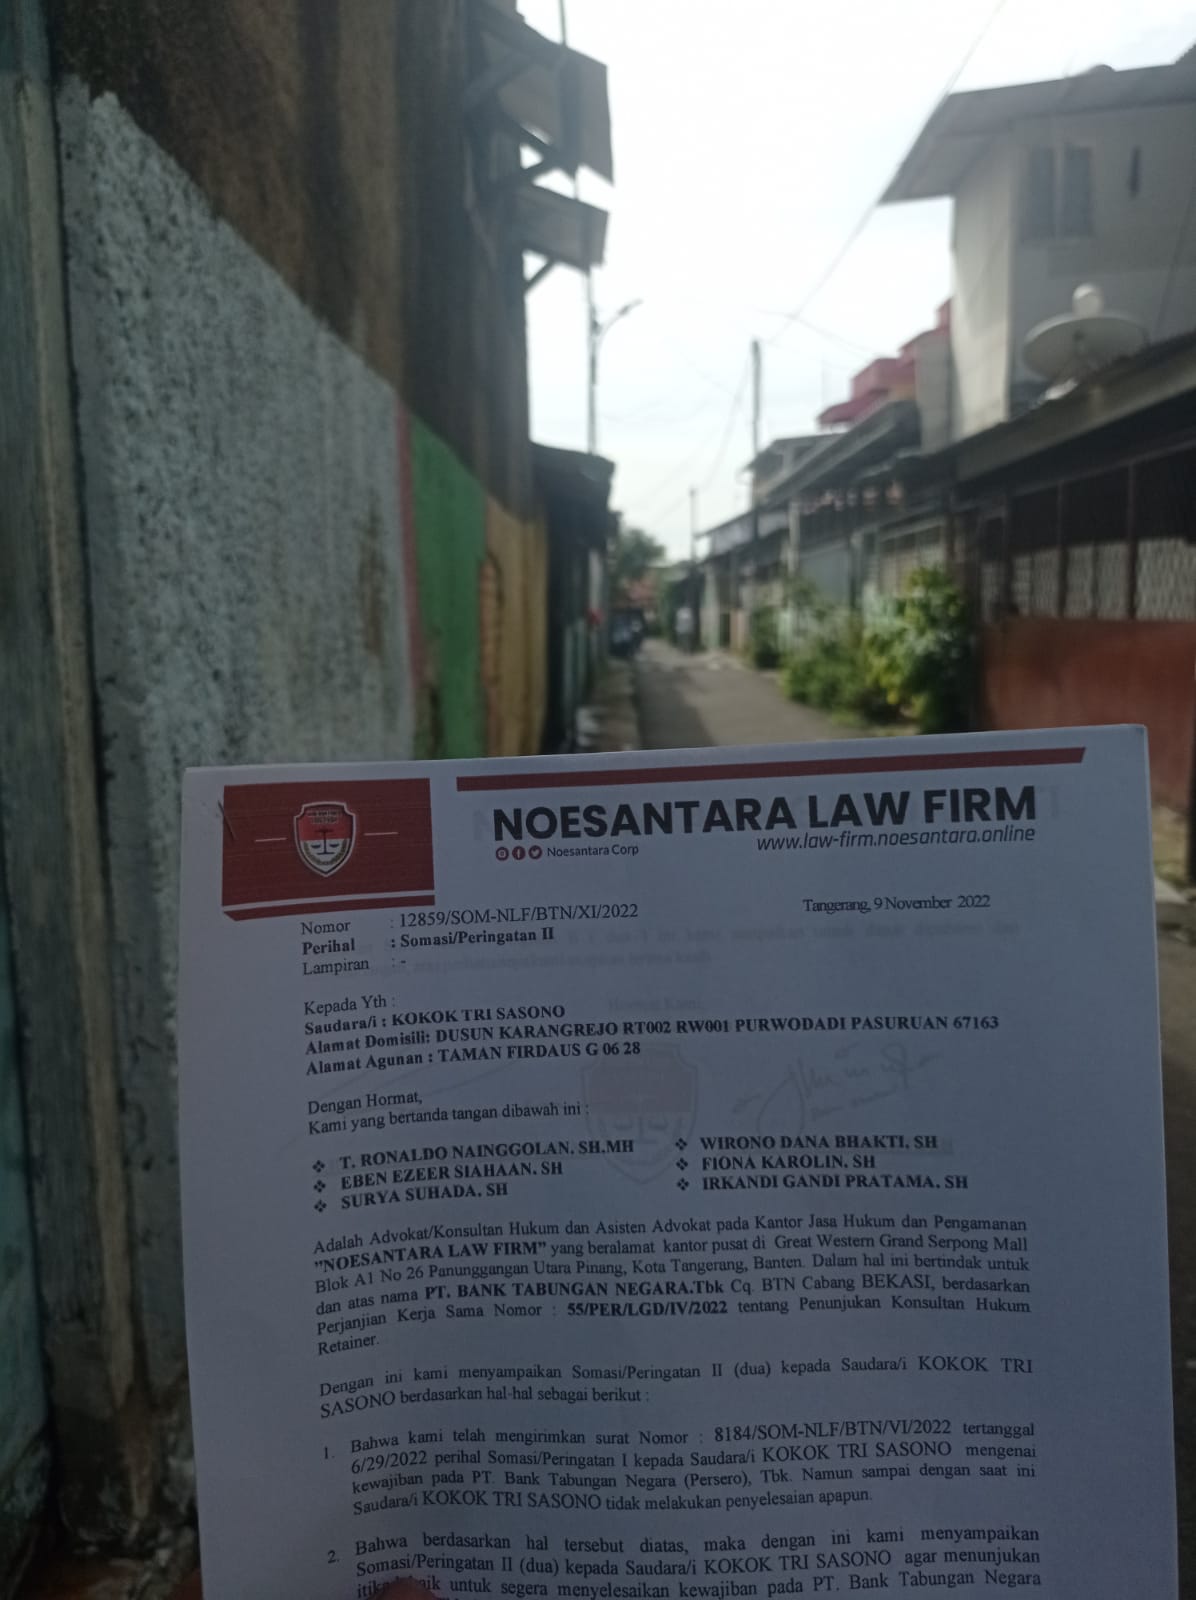 NOESANTARA LAW FIRM
Noesantara Corp
www.law-firm.noesantara.online
Nomor : 12859/SOM-NLF/BTN/XI/2022
Tangerang, 9 November 2022
Perihal : Somasi/Peringatan II
Lampiran : -
Kepada Yth :
Saudara/i : KOKOK TRI SASONO
Alamat Domisili: DUSUN KARANGREJO RT002 RW001 PURWODADI PASURUAN 67163
Alamat Agunan : TAMAN FIRDAUS G 06 28
Dengan Hormat,
Kami yang bertanda tangan dibawah ini :
❖ T. RONALDO NAINGGOLAN. SH.MH
❖ EBEN EZEER SIAHAAN. SH
❖ SURYA SUHADA. SH
❖ WIRONO DANA BHAKTI. SH
❖ FIONA KAROLIN. SH
❖ IRKANDI GANDI PRATAMA. SH
Adalah Advokat/Konsultan Hukum dan Asisten Advokat pada Kantor Jasa Hukum dan Pengamanan
"NOESANTARA LAW FIRM" yang beralamat kantor pusat di Great Western Grand Serpong Mall
Blok A1 No 26 Panunggangan Utara Pinang, Kota Tangerang, Banten. Dalam hal ini bertindak untuk
dan atas nama PT. BANK TABUNGAN NEGARA.Tbk Cq. BTN Cabang BEKASI, berdasarkan
Perjanjian Kerja Sama Nomor : 55/PER/LGD/IV/2022 tentang Penunjukan Konsultan Hukum
Retainer.
Dengan ini kami menyampaikan Somasi/Peringatan II (dua) kepada Saudara/i KOKOK TRI
SASONO berdasarkan hal-hal sebagai berikut :
1. Bahwa kami telah mengirimkan surat Nomor : 8184/SOM-NLF/BTN/VI/2022 tertanggal
6/29/2022 perihal Somasi/Peringatan I kepada Saudara/i KOKOK TRI SASONO mengenai
kewajiban pada PT. Bank Tabungan Negara (Persero), Tbk. Namun sampai dengan saat ini
Saudara/i KOKOK TRI SASONO tidak melakukan penyelesaian apapun.
2. Bahwa berdasarkan hal tersebut diatas, maka dengan ini kami menyampaikan
Somasi/Peringatan II (dua) kepada Saudara/i KOKOK TRI SASONO agar menunjukan
untuk segera menyelesaikan kewajiban pada PT. Bank Tabungan Negara